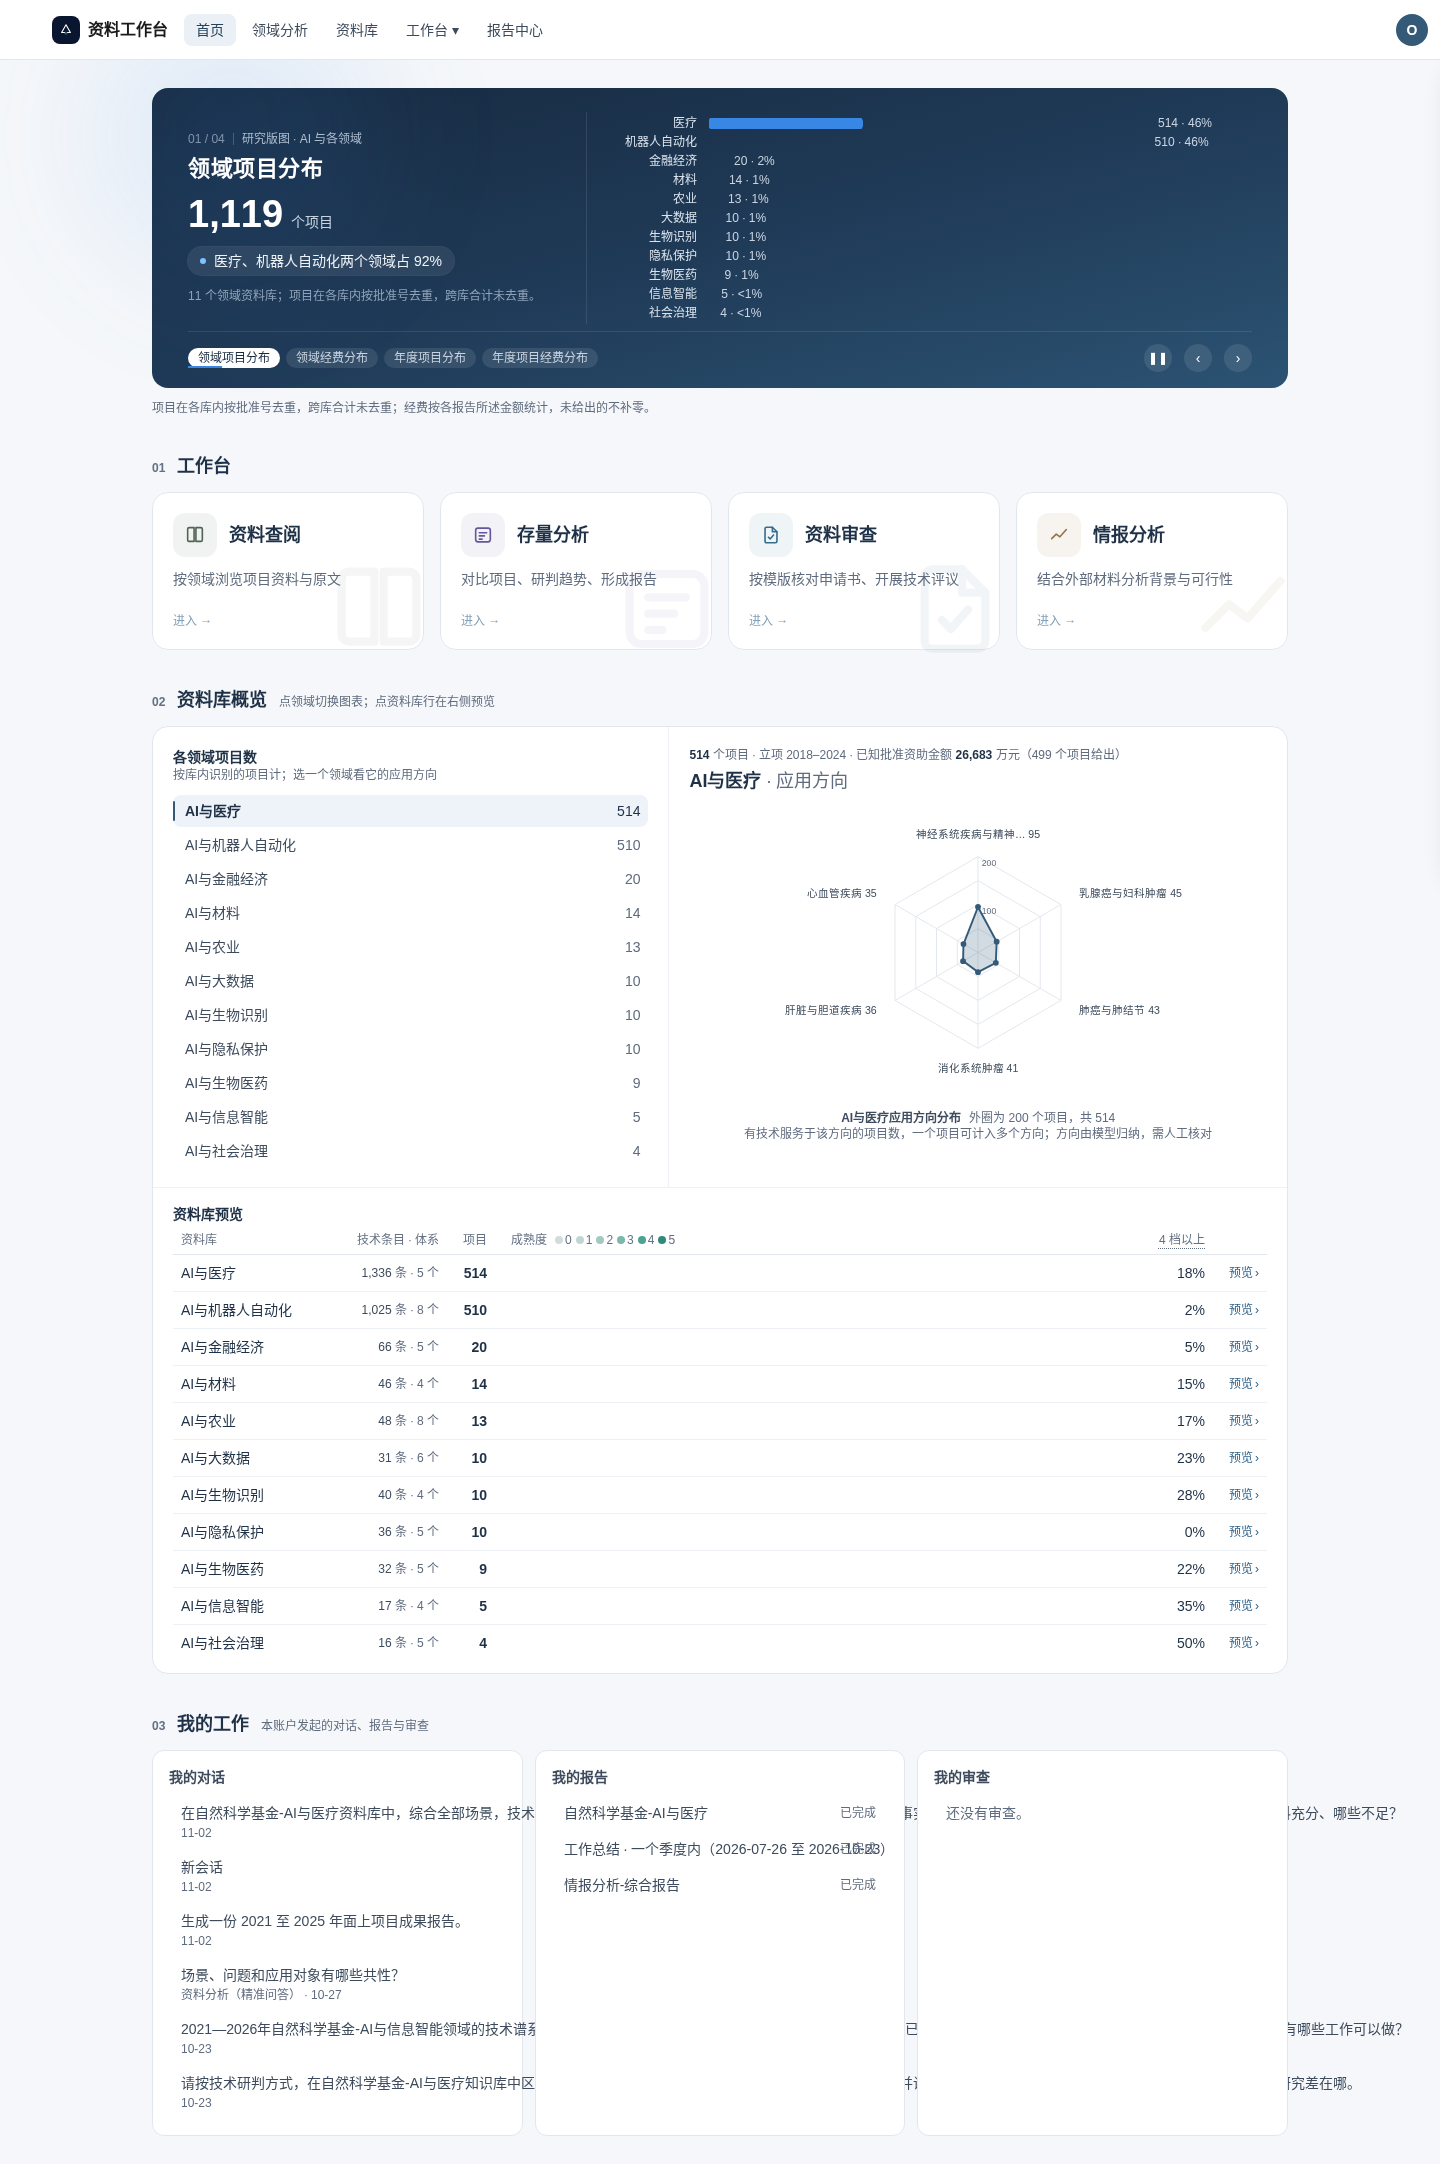 资料工作台 首页 领域分析 资料库 工作台 ▾ 报告中心 O
01 / 04 研究版图 · AI 与各领域
领域项目分布
1,119 个项目
医疗、机器人自动化两个领域占 92%
11 个领域资料库；项目在各库内按批准号去重，跨库合计未去重。
医疗 514 · 46%
机器人自动化 510 · 46%
金融经济 20 · 2%
材料 14 · 1%
农业 13 · 1%
大数据 10 · 1%
生物识别 10 · 1%
隐私保护 10 · 1%
生物医药 9 · 1%
信息智能 5 · <1%
社会治理 4 · <1%
领域项目分布 领域经费分布 年度项目分布 年度项目经费分布 ‹ ›
项目在各库内按批准号去重，跨库合计未去重；经费按各报告所述金额统计，未给出的不补零。
01 工作台
资料查阅
按领域浏览项目资料与原文
进入 →
存量分析
对比项目、研判趋势、形成报告
进入 →
资料审查
按模版核对申请书、开展技术评议
进入 →
情报分析
结合外部材料分析背景与可行性
进入 →
02 资料库概览 点领域切换图表；点资料库行在右侧预览
各领域项目数
按库内识别的项目计；选一个领域看它的应用方向
AI与医疗 514
AI与机器人自动化 510
AI与金融经济 20
AI与材料 14
AI与农业 13
AI与大数据 10
AI与生物识别 10
AI与隐私保护 10
AI与生物医药 9
AI与信息智能 5
AI与社会治理 4
514 个项目 · 立项 2018–2024 · 已知批准资助金额 26,683 万元（499 个项目给出）
AI与医疗 · 应用方向
神经系统疾病与精神… 95
200
心血管疾病 35
乳腺癌与妇科肿瘤 45
100
肝脏与胆道疾病 36
肺癌与肺结节 43
消化系统肿瘤 41
AI与医疗应用方向分布 外圈为 200 个项目，共 514
有技术服务于该方向的项目数，一个项目可计入多个方向；方向由模型归纳，需人工核对
资料库预览
资料库 技术条目 · 体系 项目 成熟度 0 1 2 3 4 5 4 档以上
AI与医疗 1,336 条 · 5 个 514 18% 预览 ›
AI与机器人自动化 1,025 条 · 8 个 510 2% 预览 ›
AI与金融经济 66 条 · 5 个 20 5% 预览 ›
AI与材料 46 条 · 4 个 14 15% 预览 ›
AI与农业 48 条 · 8 个 13 17% 预览 ›
AI与大数据 31 条 · 6 个 10 23% 预览 ›
AI与生物识别 40 条 · 4 个 10 28% 预览 ›
AI与隐私保护 36 条 · 5 个 10 0% 预览 ›
AI与生物医药 32 条 · 5 个 9 22% 预览 ›
AI与信息智能 17 条 · 4 个 5 35% 预览 ›
AI与社会治理 16 条 · 5 个 4 50% 预览 ›
03 我的工作 本账户发起的对话、报告与审查
我的对话
在自然科学基金-AI与医疗资料库中，综合全部场景，技术
充分、哪些不足？
11-02
新会话
11-02
生成一份 2021 至 2025 年面上项目成果报告。
11-02
场景、问题和应用对象有哪些共性？
资料分析（精准问答） · 10-27
2021—2026年自然科学基金-AI与信息智能领域的技术谱
已
有哪些工作可以做？
10-23
请按技术研判方式，在自然科学基金-AI与医疗知识库中区
究差在哪。
10-23
我的报告
自然科学基金-AI与医疗 已完成
工作总结 · 一个季度内（2026-07-26 至 2026-10-23） 已完成
情报分析-综合报告 已完成
我的审查
还没有审查。